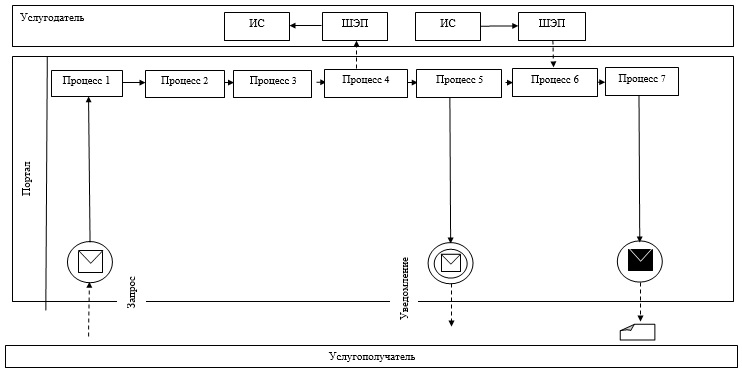 Услугодатель
ИС
ШЭП
ИС
ШЭП
Портал
Процесс 1
Процесс 2
Процесс 3
Процесс 4
Процесс 5
Процесс 6
Процесс 7
Запрос
Уведомление
Услугополучатель